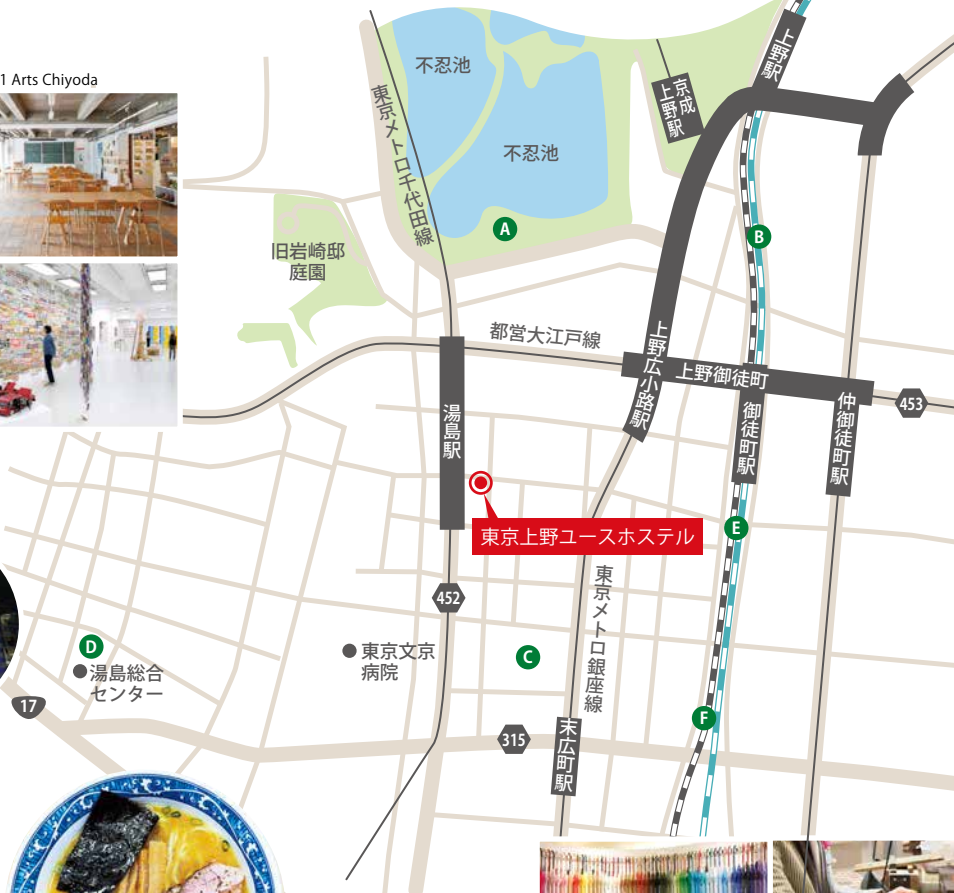 1 Arts Chiyoda
不忍池
不忍池
東京メトロ千代田線
京成
上野駅
上野駅
A
B
旧岩崎邸
庭園
都営大江戸線
上野広小路駅
上野御徒町
453
湯島駅
御徒町駅
仲御徒町駅
東京上野ユースホステル
E
452
東京メトロ銀座線
D
湯島総合
センター
東京文京
病院
C
17
315
末広町駅
F